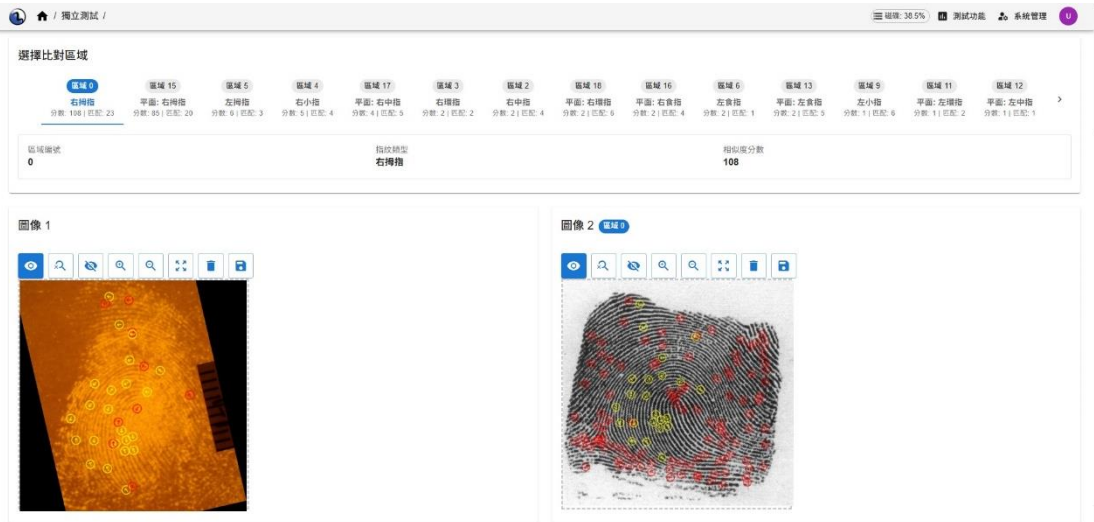 / 獨立測試 /
磁碟: 38.5%
測試功能
系統管理
U
選擇比對區域
區域 0
右拇指
分數: 108 | 匹配: 23
區域 15
平面: 右拇指
分數: 85 | 匹配: 20
區域 5
左拇指
分數: 6 | 匹配: 3
區域 4
右小指
分數: 5 | 匹配: 4
區域 17
平面: 右中指
分數: 4 | 匹配: 5
區域 3
右環指
分數: 2 | 匹配: 2
區域 2
右中指
分數: 2 | 匹配: 4
區域 18
平面: 右環指
分數: 2 | 匹配: 6
區域 16
平面: 右食指
分數: 2 | 匹配: 4
區域 6
左食指
分數: 2 | 匹配: 1
區域 13
平面: 左食指
分數: 2 | 匹配: 5
區域 9
左小指
分數: 1 | 匹配: 6
區域 11
平面: 左環指
分數: 1 | 匹配: 2
區域 12
平面: 左中指
分數: 1 | 匹配: 1
區域編號
0
指紋類型
右拇指
相似度分數
108
圖像 1
圖像 2 區域 0